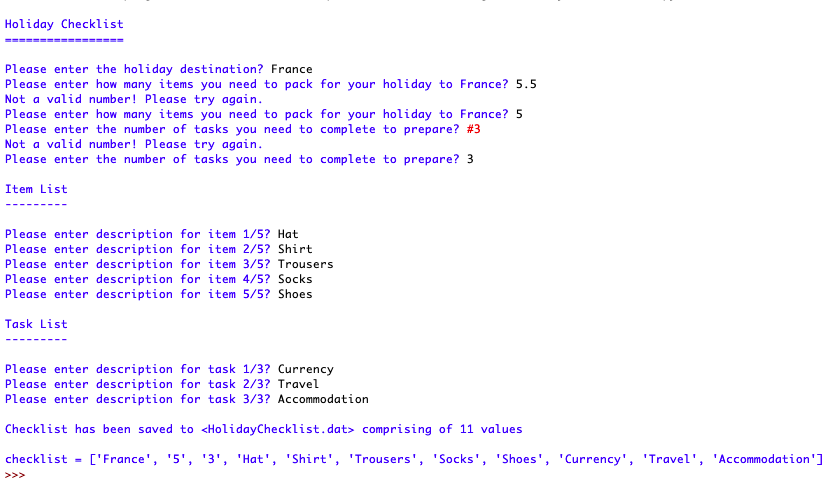 Holiday Checklist
=================
Please enter the holiday destination? France
Please enter how many items you need to pack for your holiday to France? 5.5
Not a valid number! Please try again.
Please enter how many items you need to pack for your holiday to France? 5
Please enter the number of tasks you need to complete to prepare? #3
Not a valid number! Please try again.
Please enter the number of tasks you need to complete to prepare? 3
Item List
---------
Please enter description for item 1/5? Hat
Please enter description for item 2/5? Shirt
Please enter description for item 3/5? Trousers
Please enter description for item 4/5? Socks
Please enter description for item 5/5? Shoes
Task List
---------
Please enter description for task 1/3? Currency
Please enter description for task 2/3? Travel
Please enter description for task 3/3? Accommodation
Checklist has been saved to <HolidayChecklist.dat> comprising of 11 values
checklist = ['France', '5', '3', 'Hat', 'Shirt', 'Trousers', 'Socks', 'Shoes', 'Currency', 'Travel', 'Accommodation']
>>>